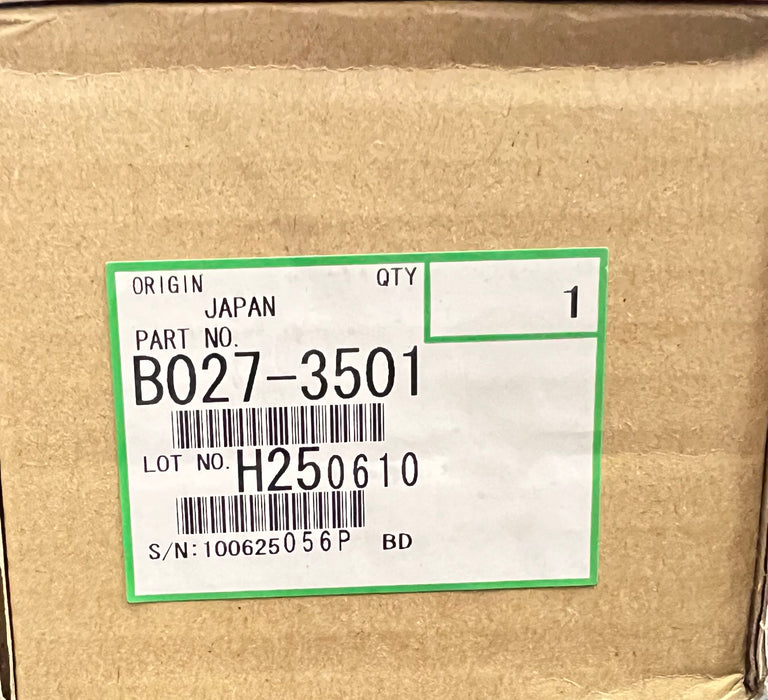 ORIGIN QTY
JAPAN 1
PART NO.
B027-3501
LOT NO. H250610
S/N:100625056P BD